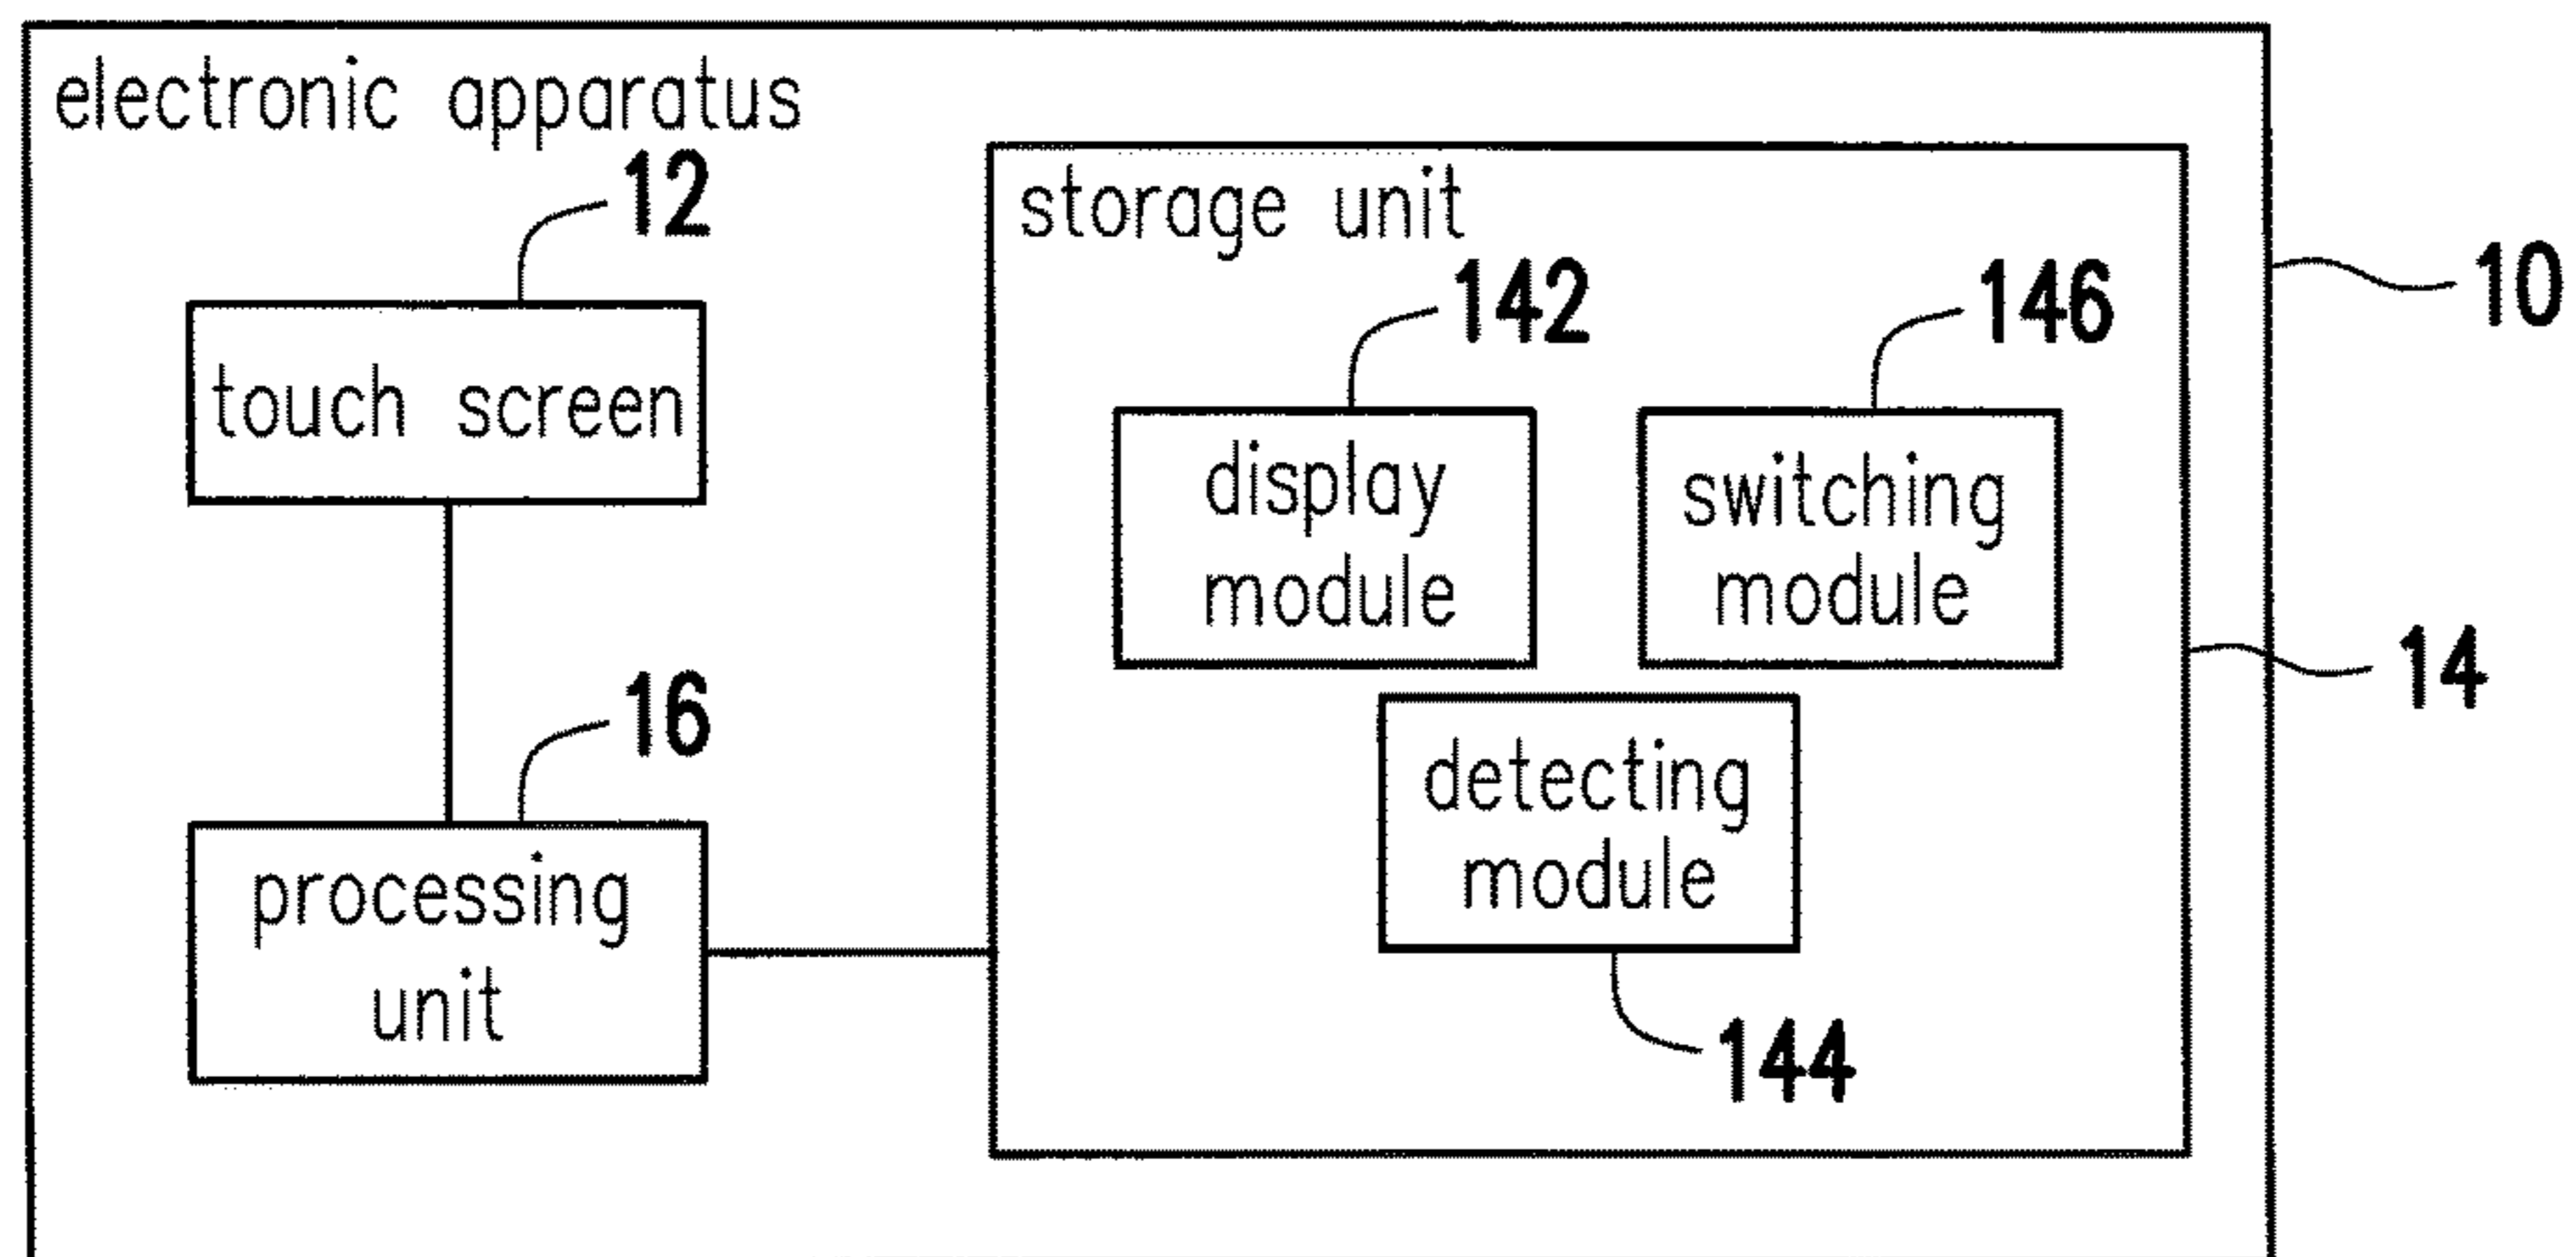 electronic apparatus
12
touch screen
16
processing
unit
storage unit
142
display
module
146
switching
module
detecting
module
144
10
14